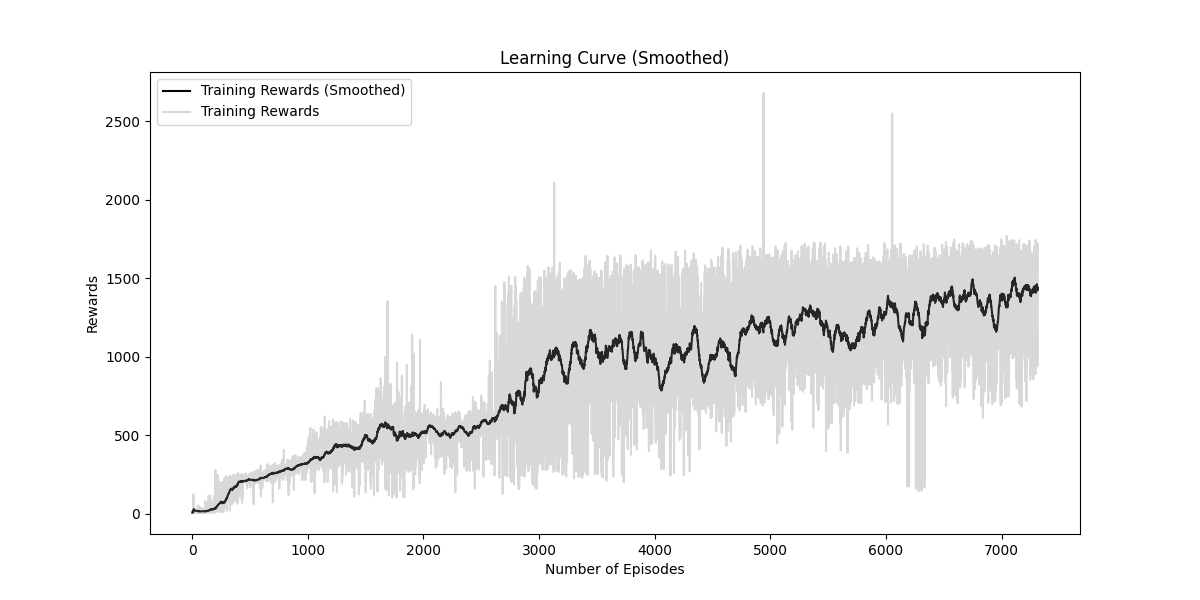 Learning Curve (Smoothed)
Training Rewards (Smoothed)
Training Rewards
2500
2000
1500
1000
500
0
Rewards
0 1000 2000 3000 4000 5000 6000 7000
Number of Episodes